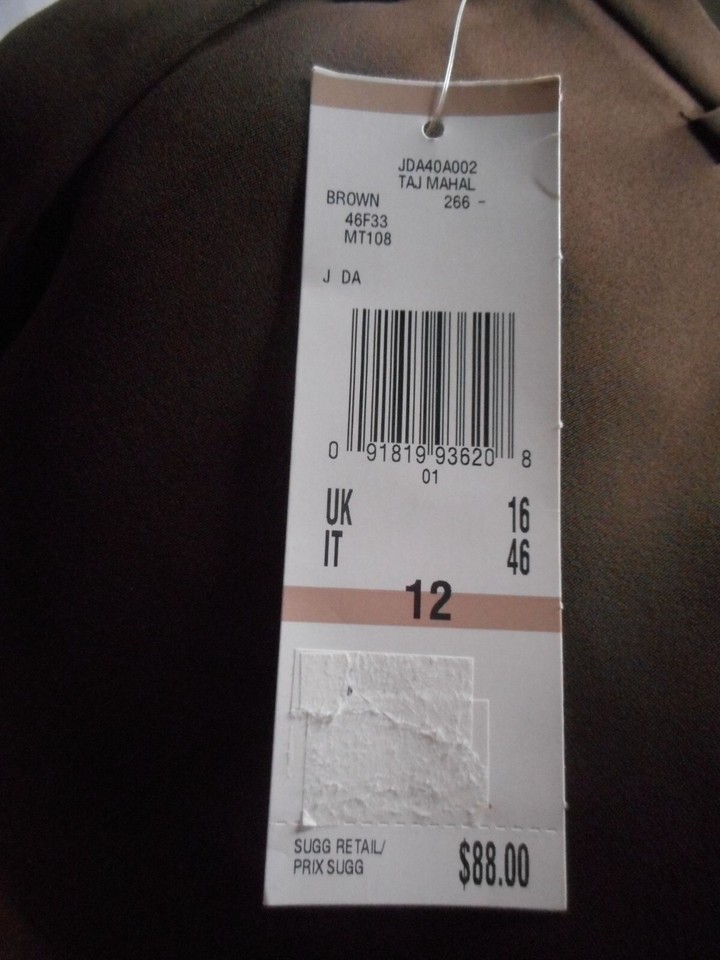 JDA40A002
TAJ MAHAL
BROWN 266 -
46F33
MT108
J DA
0 91819 93620 8
01
UK 16
IT 46
12
SUGG RETAIL/
PRIX SUGG
$88.00